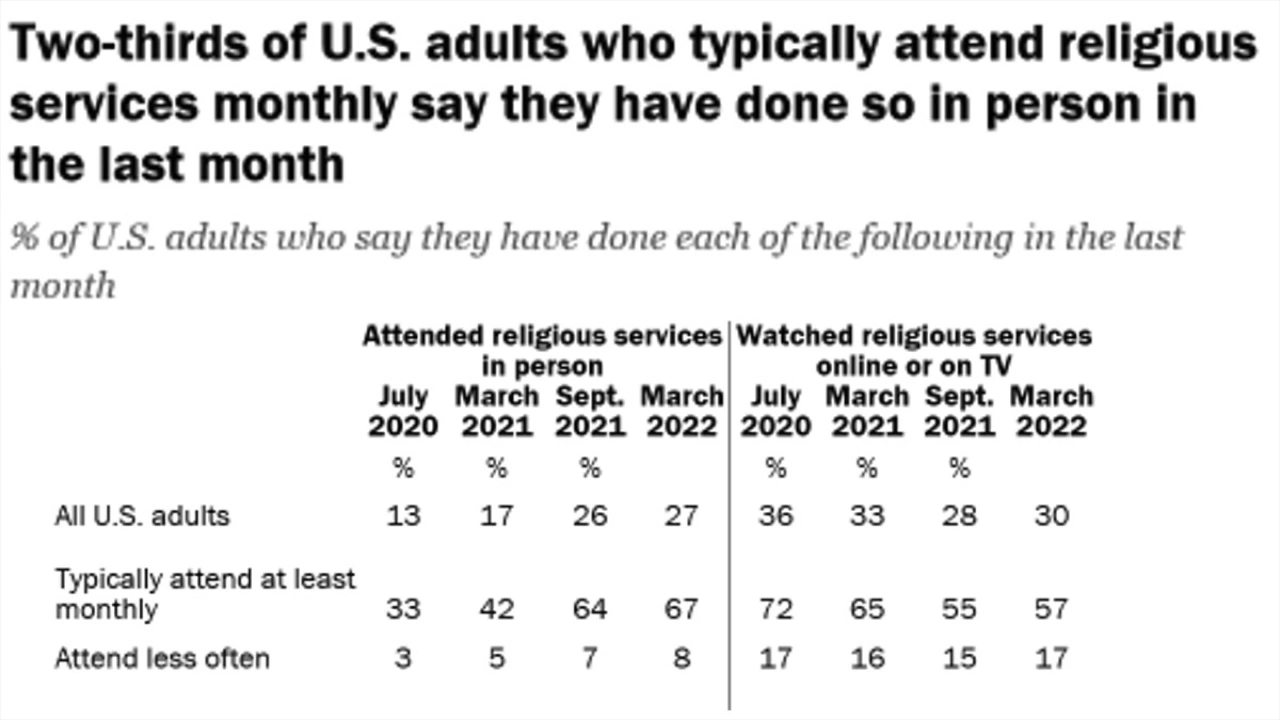 Two-thirds of U.S. adults who typically attend religious
services monthly say they have done so in person in
the last month
% of U.S. adults who say they have done each of the following in the last
month
Attended religious services Watched religious services
in person online or on TV
July March Sept. March July March Sept. March
2020 2021 2021 2022 2020 2021 2021 2022
% % % % % %
All U.S. adults 13 17 26 27 36 33 28 30
Typically attend at least
monthly 33 42 64 67 72 65 55 57
Attend less often 3 5 7 8 17 16 15 17